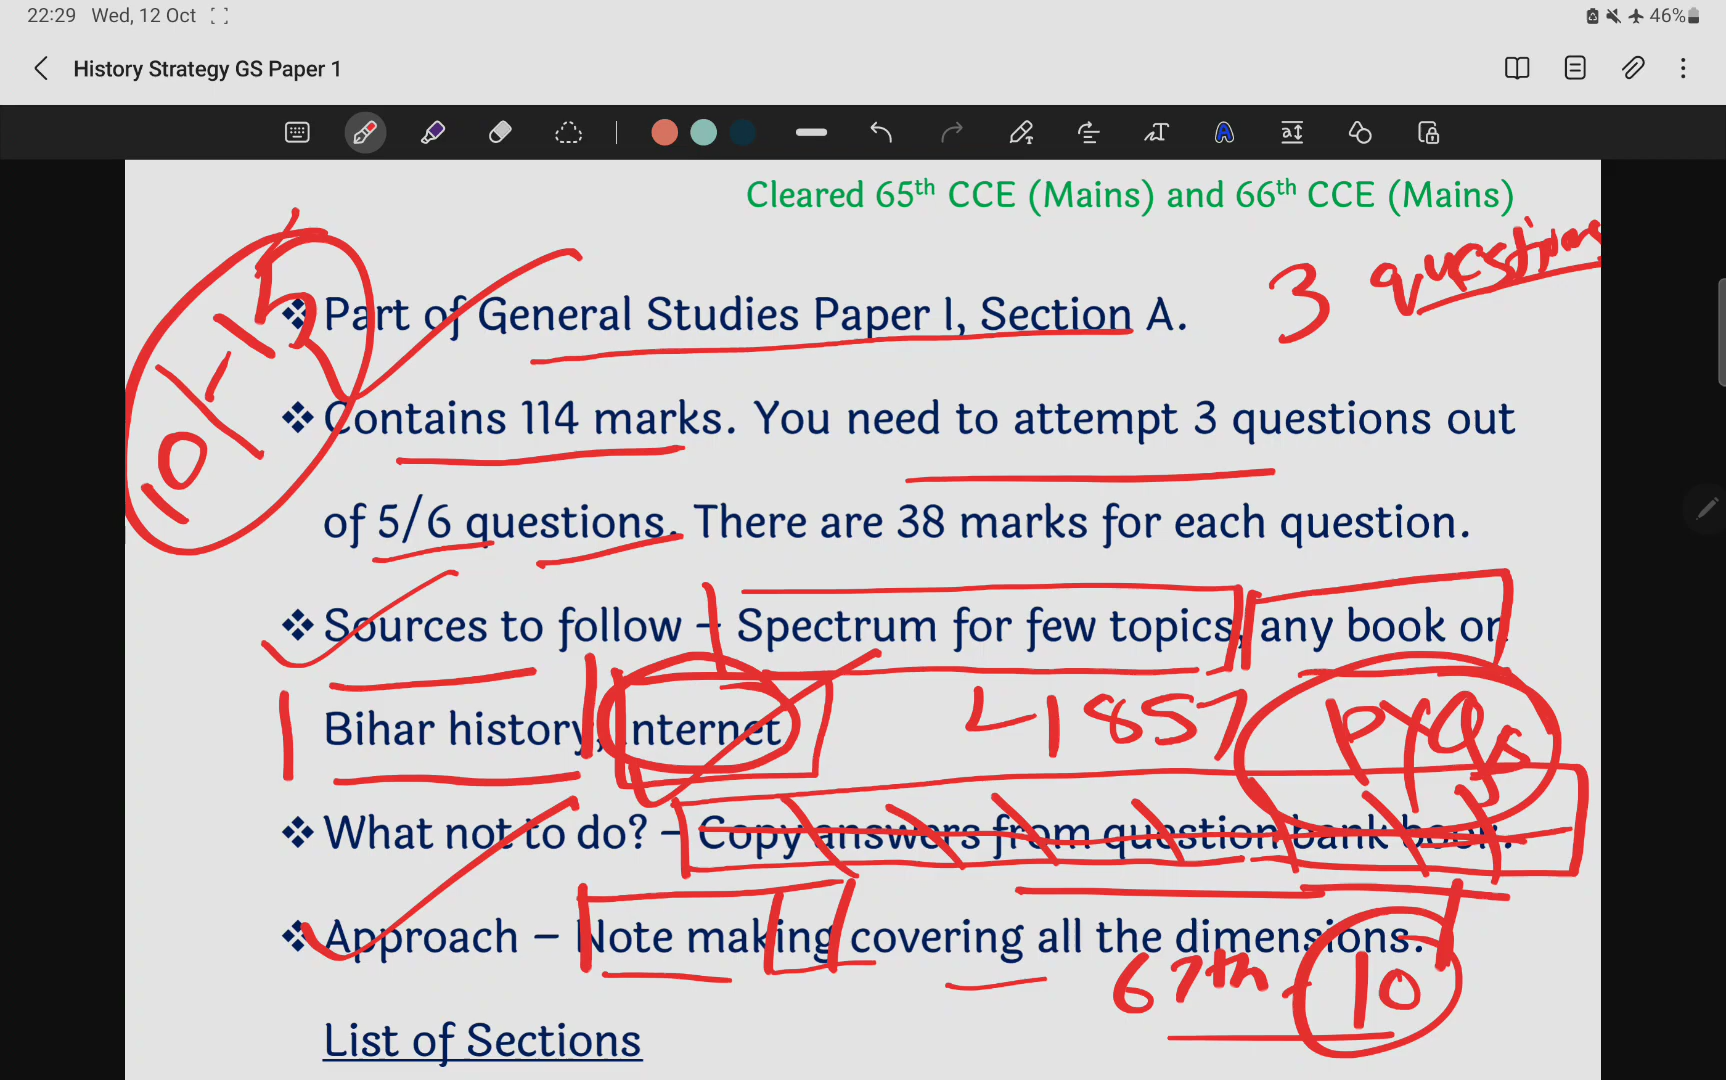 22:29 Wed, 12 Oct 46%
History Strategy GS Paper 1
Cleared 65th CCE (Mains) and 66th CCE (Mains)
3 questions
10-15
❖ Part of General Studies Paper I, Section A.
❖ Contains 114 marks. You need to attempt 3 questions out
of 5/6 questions. There are 38 marks for each question.
❖ Sources to follow – Spectrum for few topics, any book on
Bihar history, Internet
1857 PYQs
❖ What not to do? – Copy answers from question bank book.
❖ Approach – Note making covering all the dimensions.
67th - 10
List of Sections